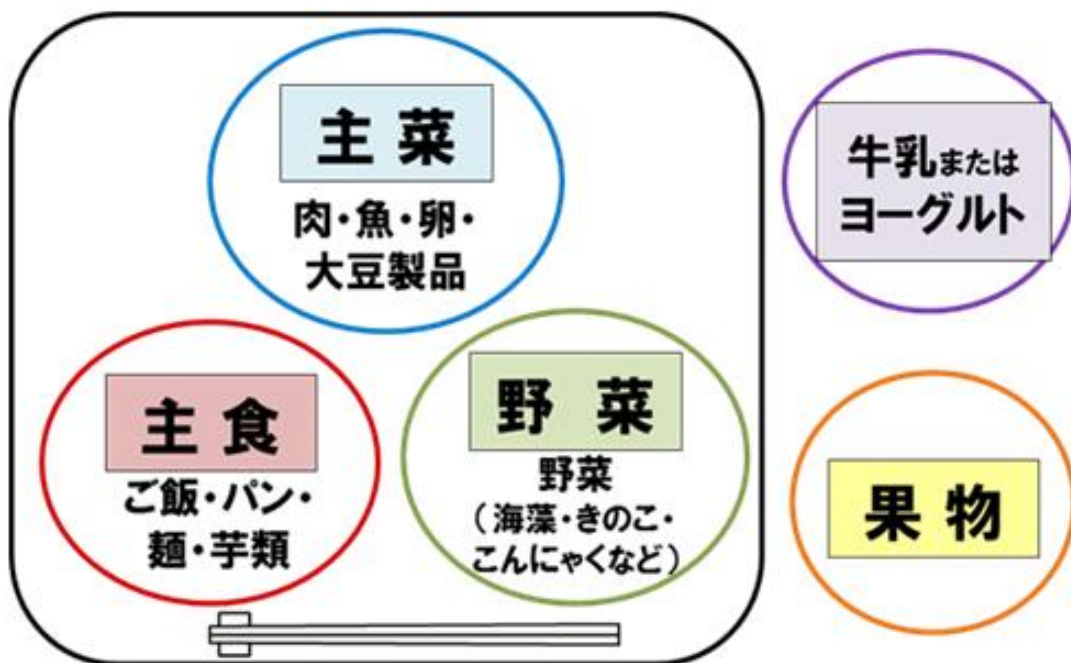 主菜
肉・魚・卵・
大豆製品
主食
ご飯・パン・
麺・芋類
野菜
野菜
(海藻・きのこ・
こんにゃくなど)
牛乳または
ヨーグルト
果物